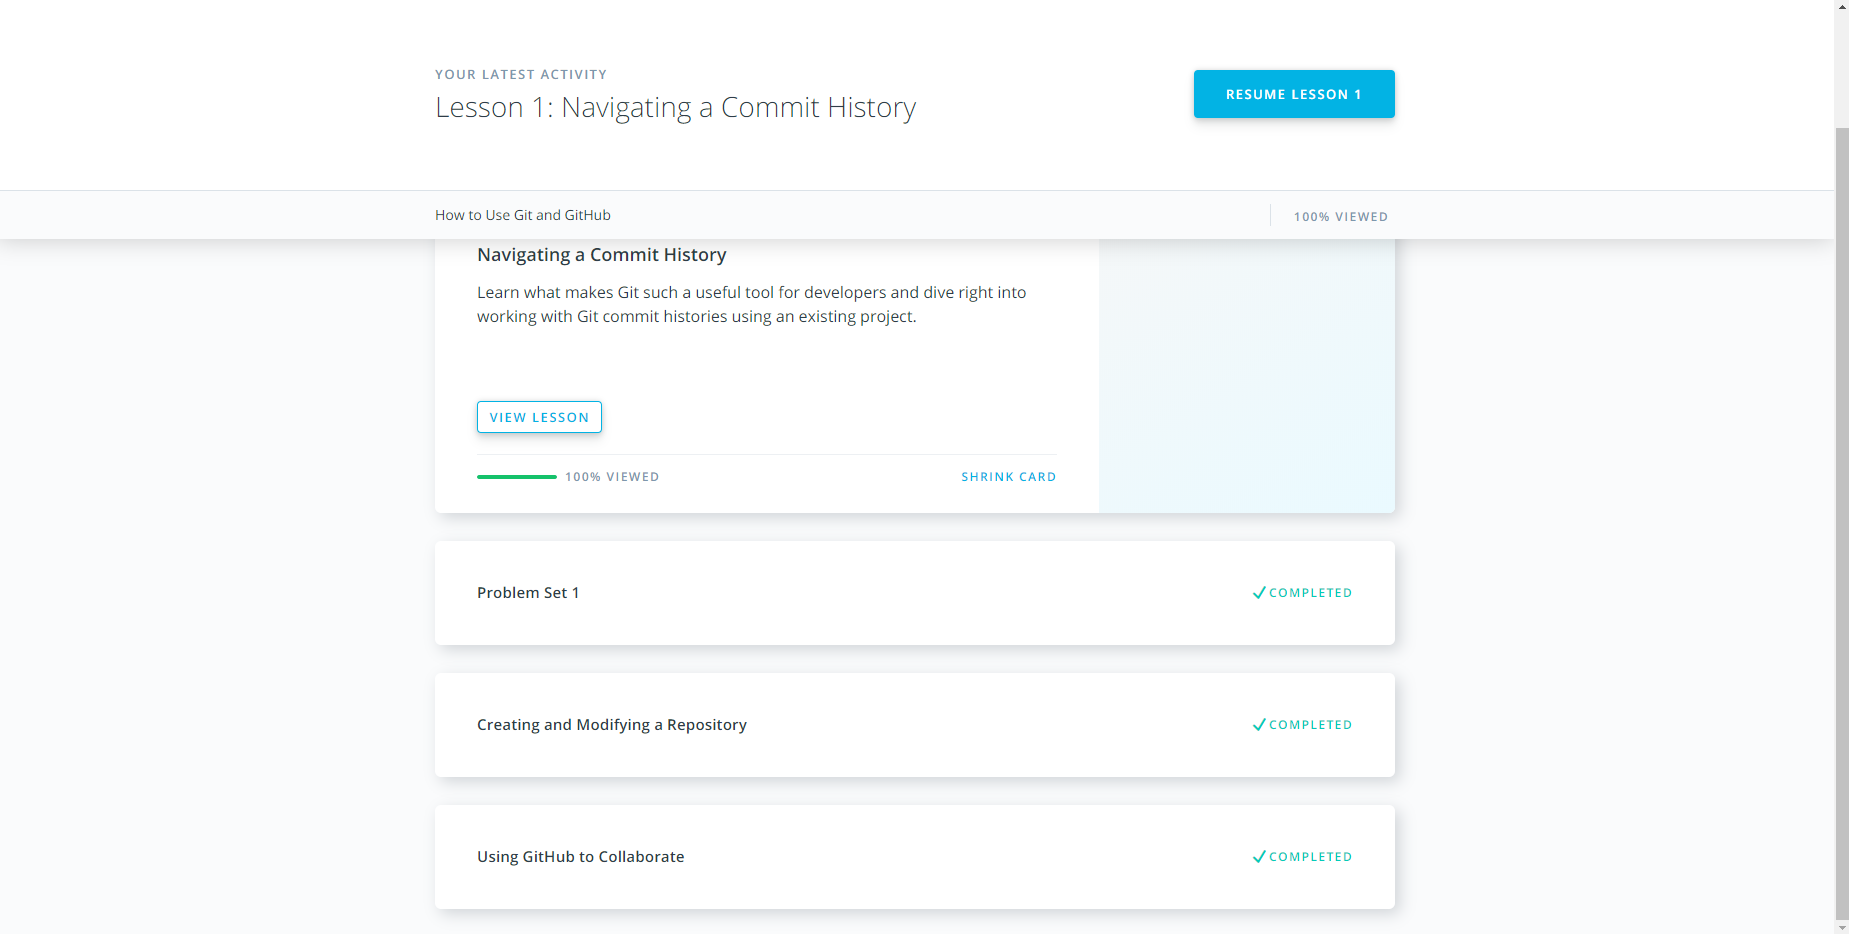 YOUR LATEST ACTIVITY
Lesson 1: Navigating a Commit History
RESUME LESSON 1
How to Use Git and GitHub
100% VIEWED
Navigating a Commit History
Learn what makes Git such a useful tool for developers and dive right into
working with Git commit histories using an existing project.
VIEW LESSON
100% VIEWED
SHRINK CARD
Problem Set 1
COMPLETED
Creating and Modifying a Repository
COMPLETED
Using GitHub to Collaborate
COMPLETED